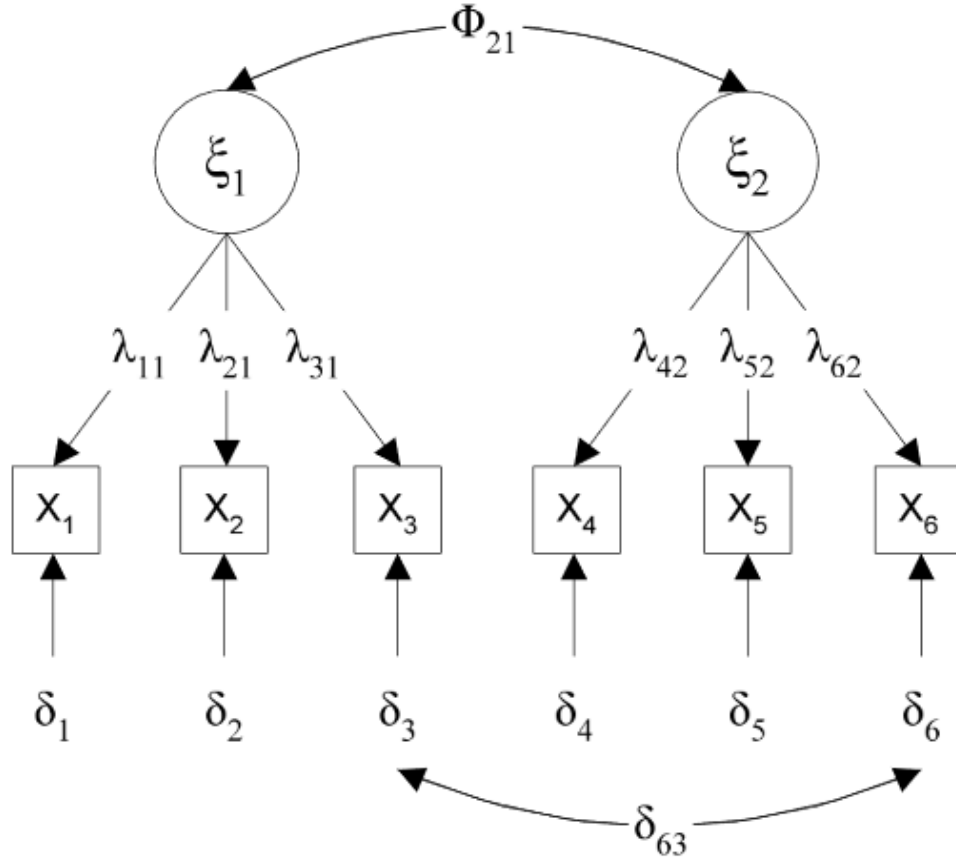 Φ₂₁
ξ₁ ξ₂
λ₁₁ λ₂₁ λ₃₁ λ₄₂ λ₅₂ λ₆₂
X₁ X₂ X₃ X₄ X₅ X₆
δ₁ δ₂ δ₃ δ₄ δ₅ δ₆
δ₆₃